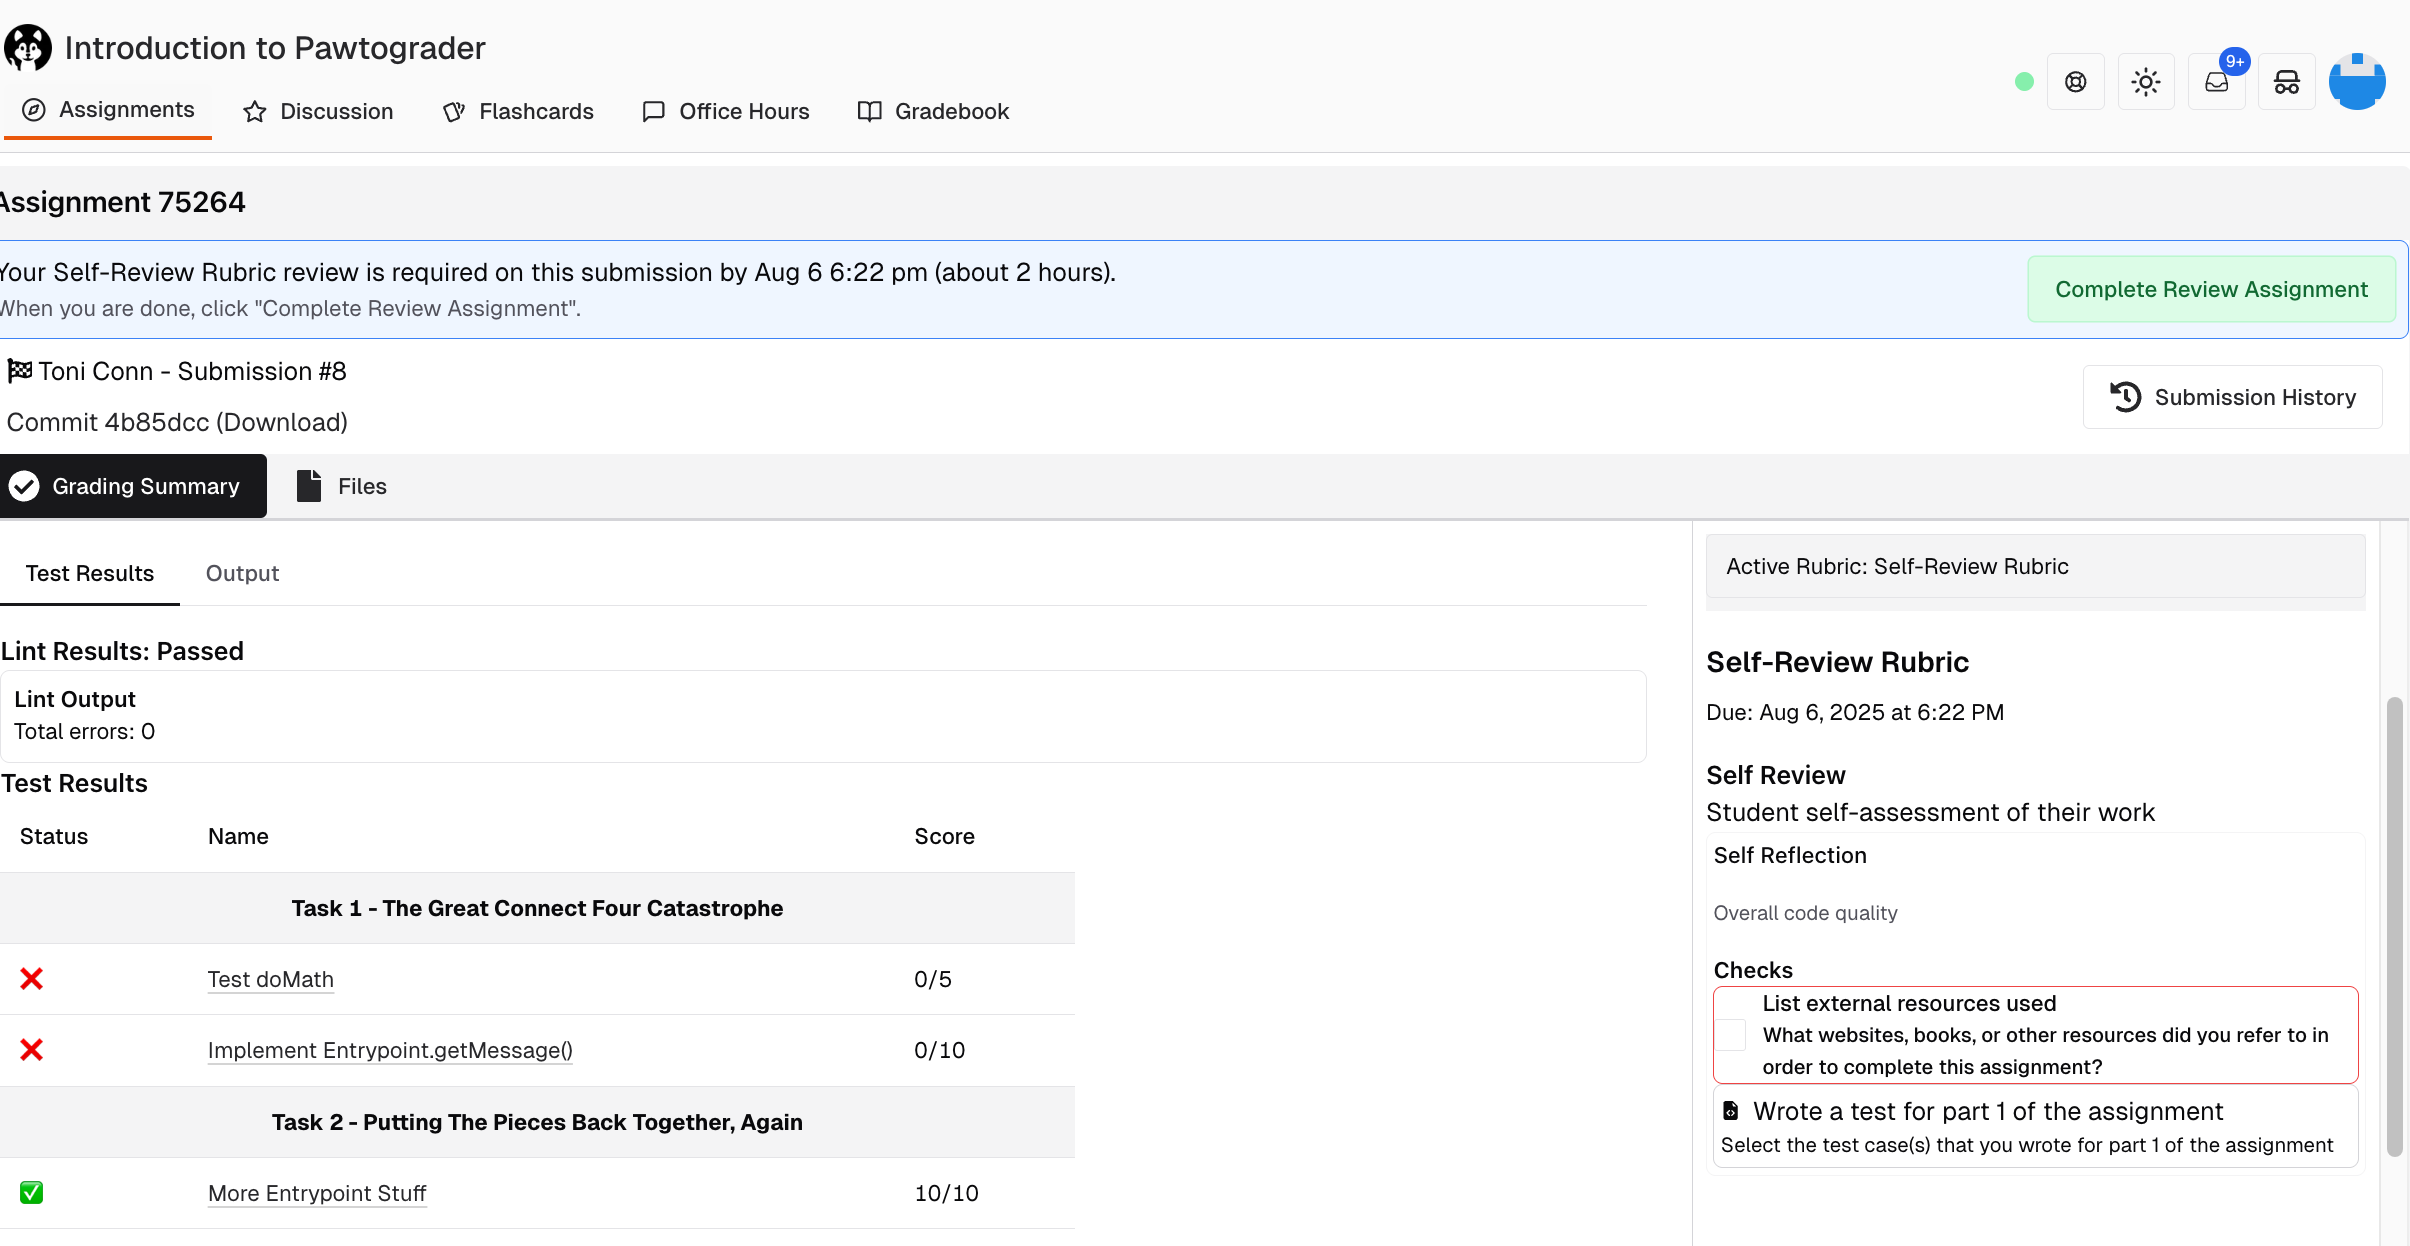 Introduction to Pawtograder
Assignments
Discussion
Flashcards
Office Hours
Gradebook
9+
Assignment 75264
Your Self-Review Rubric review is required on this submission by Aug 6 6:22 pm (about 2 hours).
When you are done, click "Complete Review Assignment".
Complete Review Assignment
Toni Conn - Submission #8
Commit 4b85dcc (Download)
Submission History
Grading Summary
Files
Test Results
Output
Lint Results: Passed
Lint Output
Total errors: 0
Test Results
Status Name Score
Task 1 - The Great Connect Four Catastrophe
Test doMath 0/5
Implement Entrypoint.getMessage() 0/10
Task 2 - Putting The Pieces Back Together, Again
More Entrypoint Stuff 10/10
Active Rubric: Self-Review Rubric
Self-Review Rubric
Due: Aug 6, 2025 at 6:22 PM
Self Review
Student self-assessment of their work
Self Reflection
Overall code quality
Checks
List external resources used
What websites, books, or other resources did you refer to in
order to complete this assignment?
Wrote a test for part 1 of the assignment
Select the test case(s) that you wrote for part 1 of the assignment